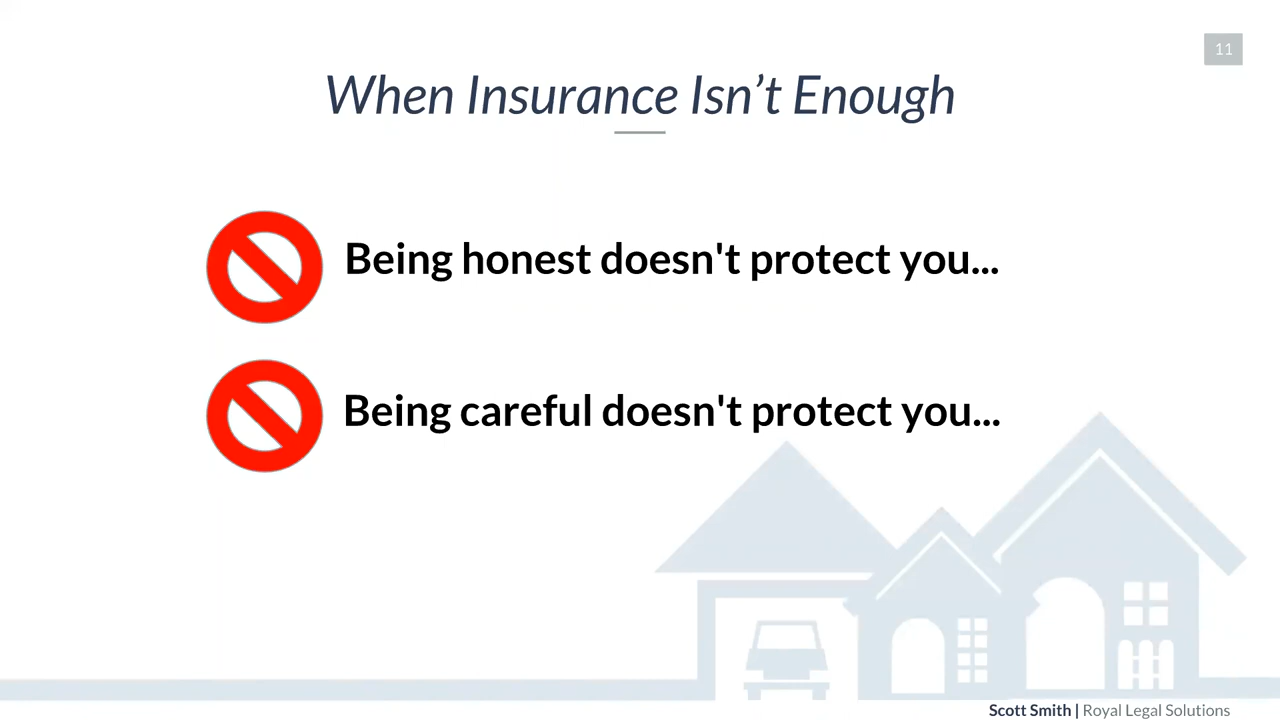 11
When Insurance Isn’t Enough
Being honest doesn't protect you...
Being careful doesn't protect you...
Scott Smith | Royal Legal Solutions